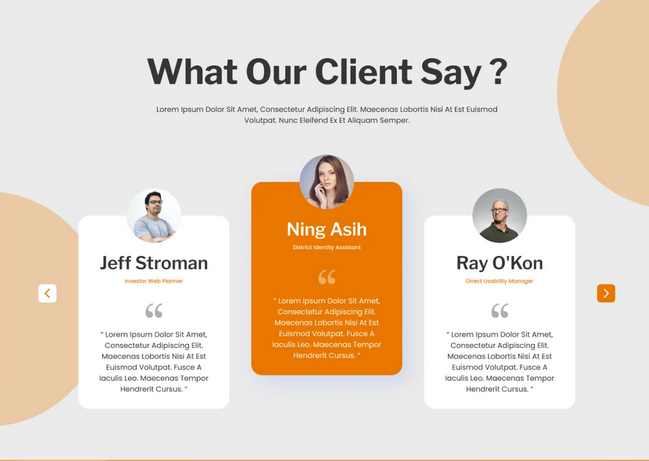 What Our Client Say ?
Lorem Ipsum Dolor Sit Amet, Consectetur Adipiscing Elit. Maecenas Lobortis Nisi At Est Euismod
Volutpat. Nunc Eleifend Ex Et Aliquam Semper.
Jeff Stroman
Investor Web Planner
“
“ Lorem Ipsum Dolor Sit Amet,
Consectetur Adipiscing Elit.
Maecenas Lobortis Nisi At Est
Euismod Volutpat. Fusce A
Iaculis Leo. Maecenas Tempor
Hendrerit Cursus. “
Ning Asih
District Identity Assistant
“
“ Lorem Ipsum Dolor Sit Amet,
Consectetur Adipiscing Elit.
Maecenas Lobortis Nisi At Est
Euismod Volutpat. Fusce A
Iaculis Leo. Maecenas Tempor
Hendrerit Cursus. “
Ray O'Kon
Direct Usability Manager
“
“ Lorem Ipsum Dolor Sit Amet,
Consectetur Adipiscing Elit.
Maecenas Lobortis Nisi At Est
Euismod Volutpat. Fusce A
Iaculis Leo. Maecenas Tempor
Hendrerit Cursus. “